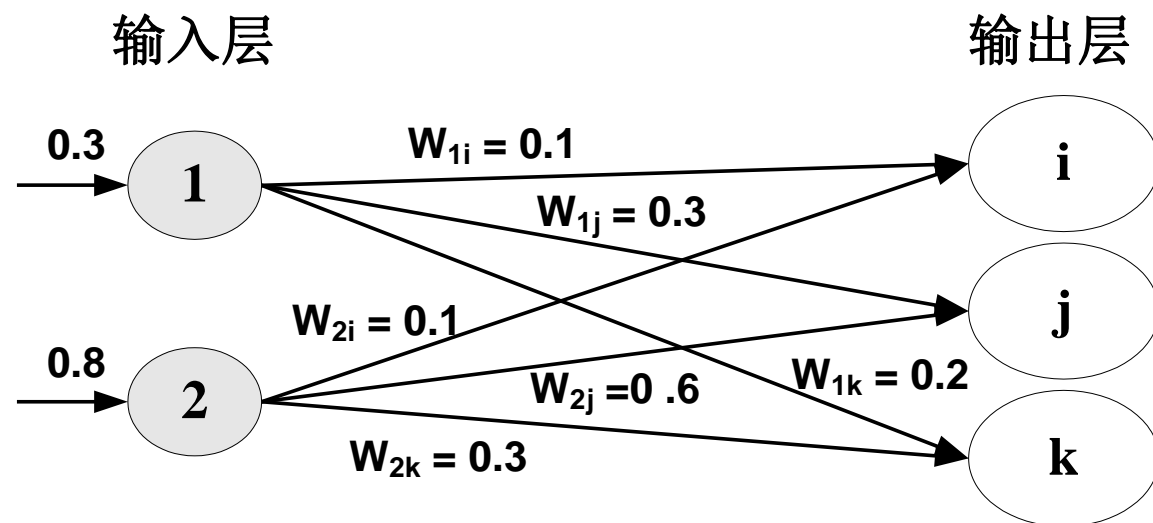 输入层
输出层
0.3
1
W1i = 0.1
i
W1j = 0.3
j
W2i = 0.1
0.8
2
W2j =0 .6
W1k = 0.2
W2k = 0.3
k